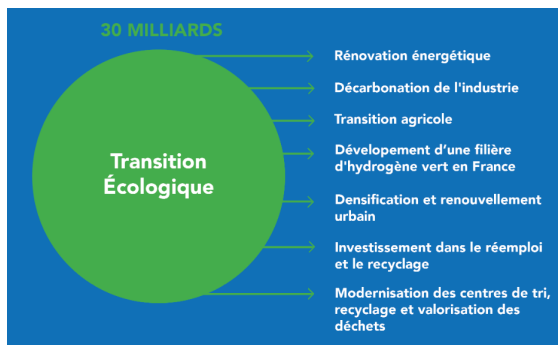 30 MILLIARDS
Transition
Écologique
Rénovation énergétique
Décarbonation de l'industrie
Transition agricole
Dévelopement d'une filière
d'hydrogène vert en France
Densification et renouvellement
urbain
Investissement dans le réemploi
et le recyclage
Modernisation des centres de tri,
recyclage et valorisation des
déchets